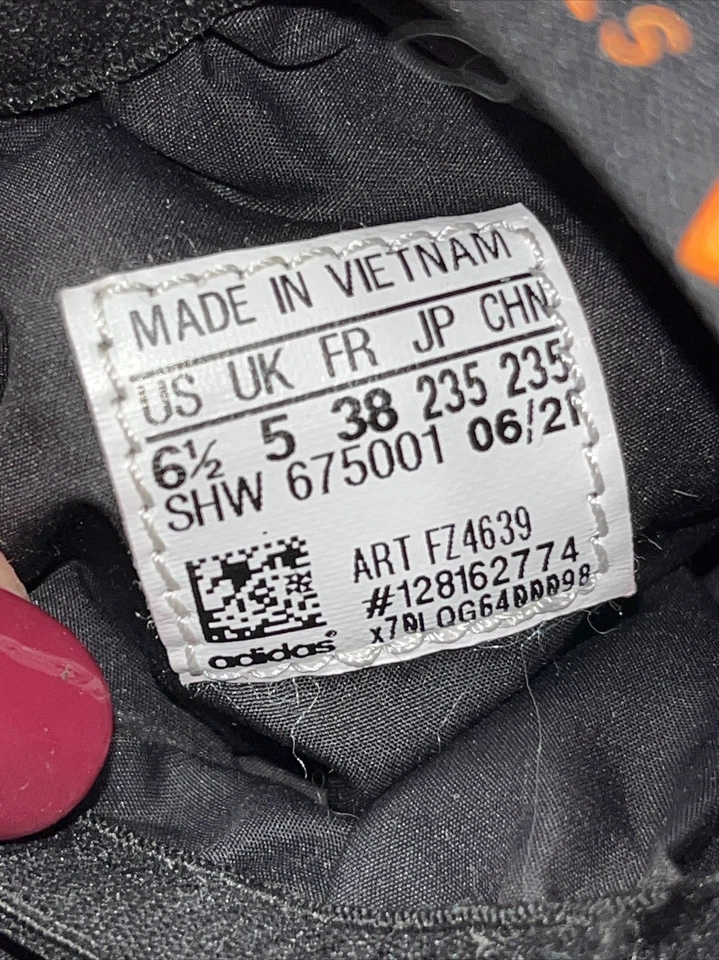 MADE IN VIETNAM
US UK FR JP CHN
6½ 5 38 235 235
SHW 675001 06/21
ART FZ4639
#128162774
adidas®